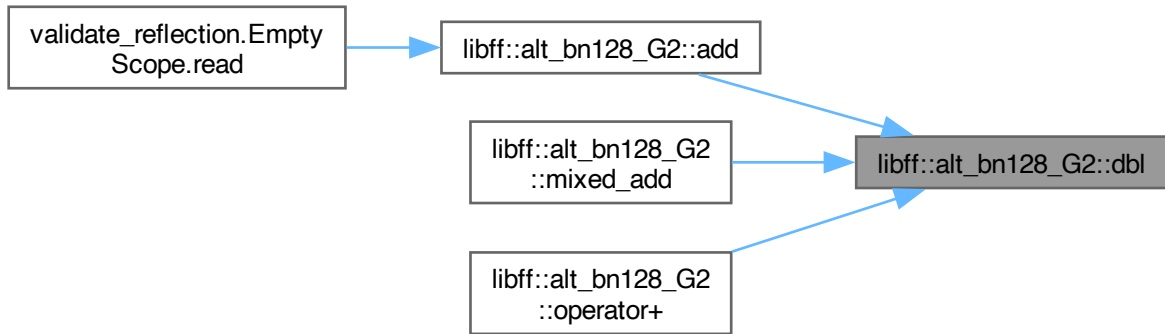 validate_reflection.Empty
Scope.read
libff::alt_bn128_G2::add
libff::alt_bn128_G2
::mixed_add
libff::alt_bn128_G2::dbl
libff::alt_bn128_G2
::operator+